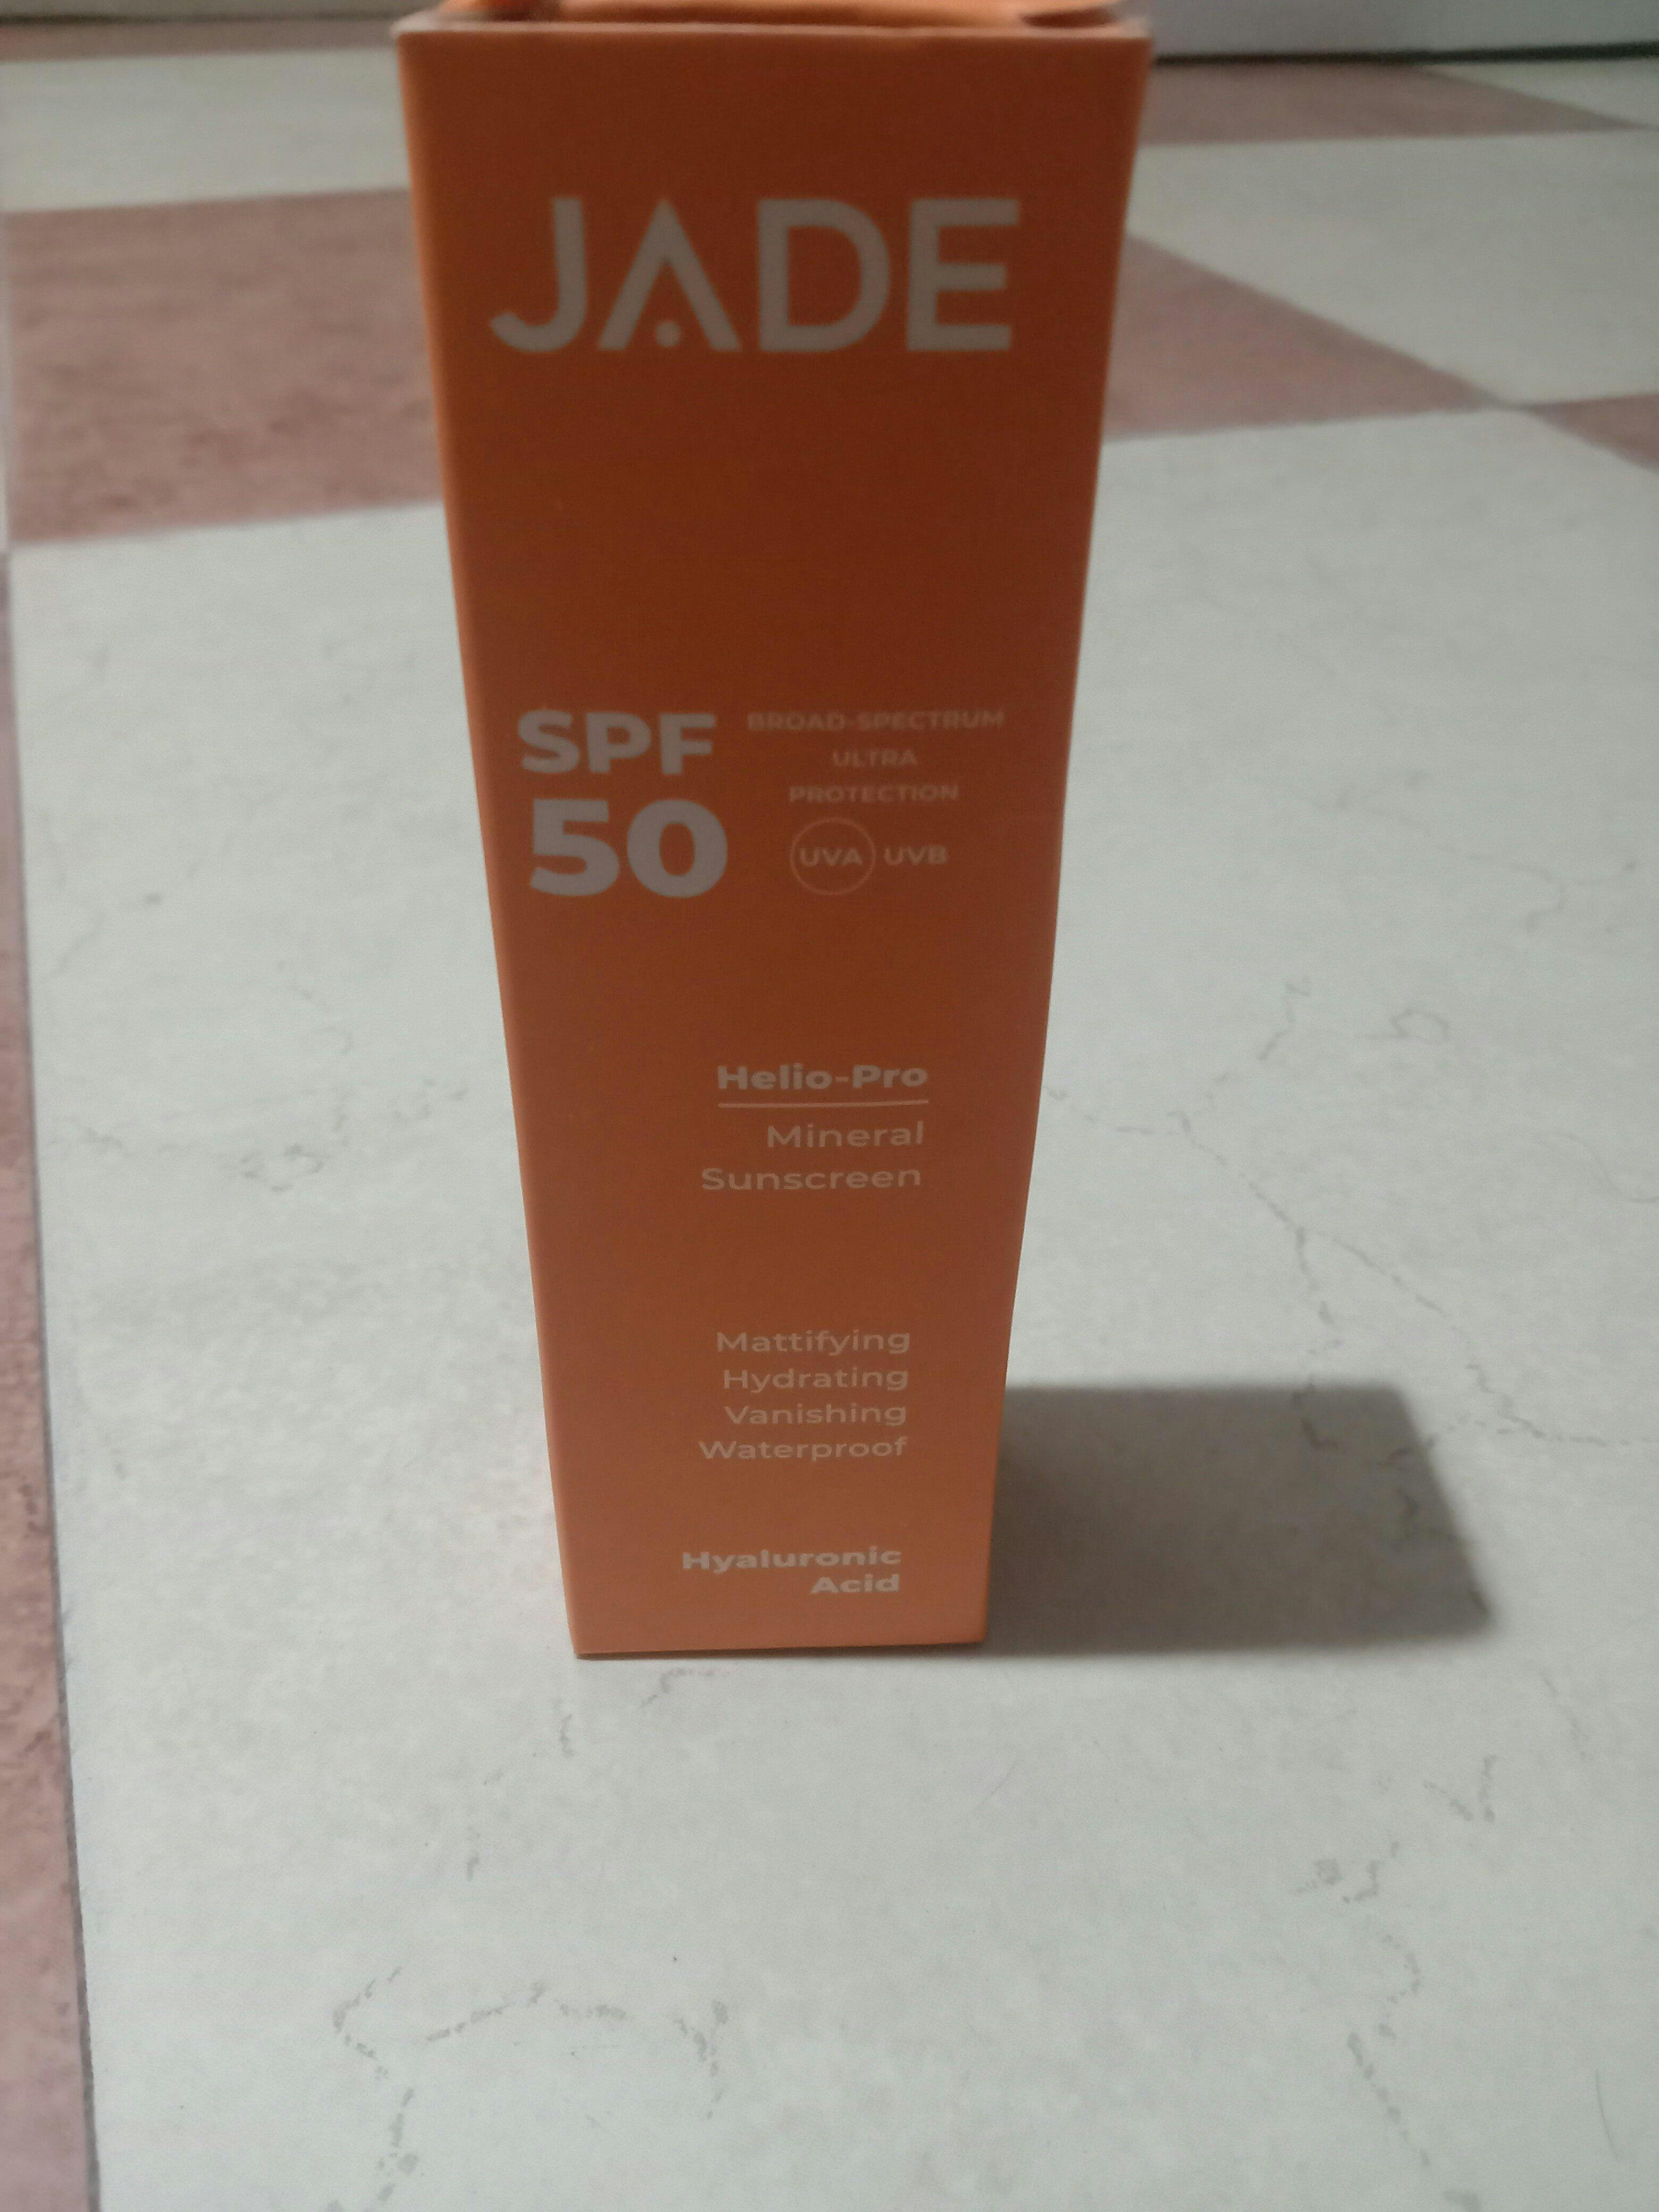 JADE
SPF
50
BROAD-SPECTRUM
ULTRA
PROTECTION
UVA UVB
Helio-Pro
Mineral
Sunscreen
Mattifying
Hydrating
Vanishing
Waterproof
Hyaluronic
Acid